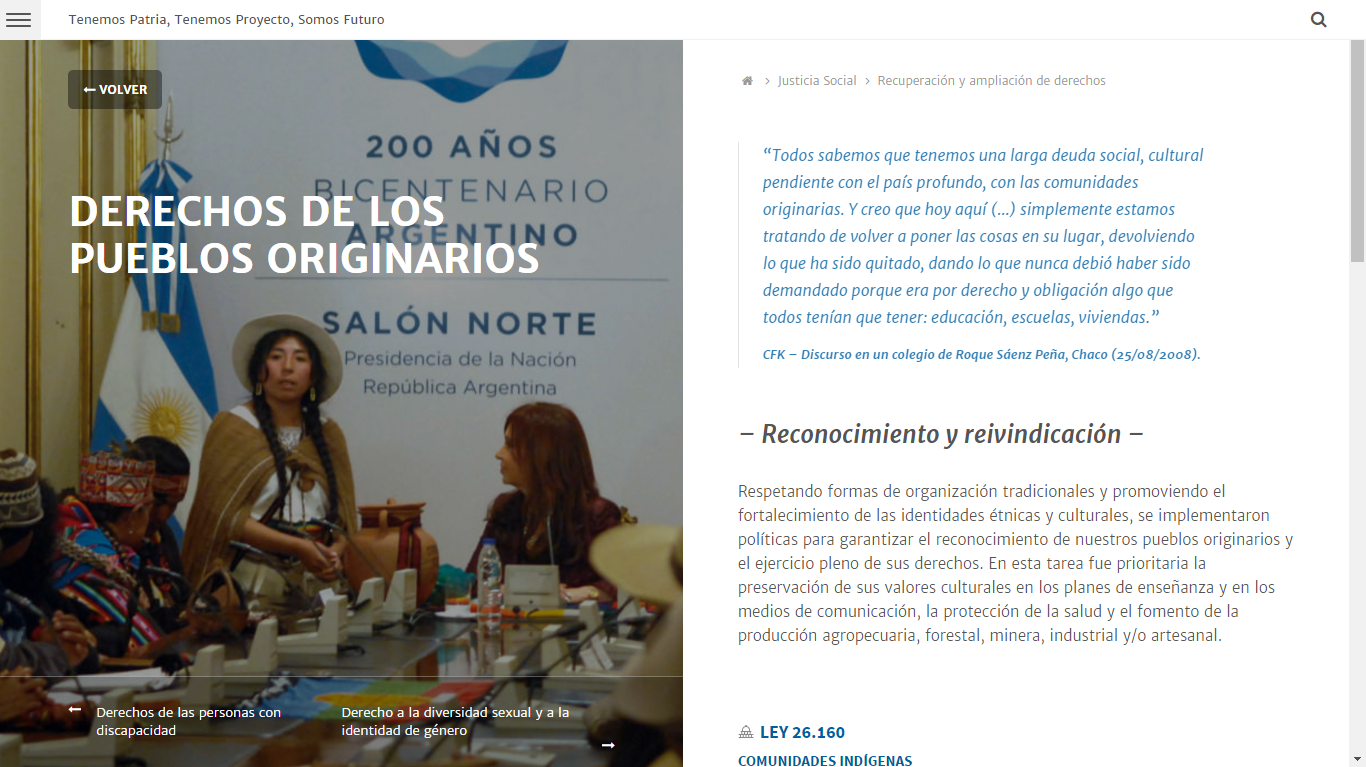 Tenemos Patria, Tenemos Proyecto, Somos Futuro
VOLVER
200 AÑOS
BICENTENARIO
ARGENTINO
DERECHOS DE LOS
PUEBLOS ORIGINARIOS
SALÓN NORTE
Presidencia de la Nación
República Argentina
Derechos de las personas con
discapacidad
Derecho a la diversidad sexual y a la
identidad de género
Justicia Social > Recuperación y ampliación de derechos
“Todos sabemos que tenemos una larga deuda social, cultural
pendiente con el país profundo, con las comunidades
originarias. Y creo que hoy aquí (...) simplemente estamos
tratando de volver a poner las cosas en su lugar, devolviendo
lo que ha sido quitado, dando lo que nunca debió haber sido
demandado porque era por derecho y obligación algo que
todos tenían que tener: educación, escuelas, viviendas.”
CFK – Discurso en un colegio de Roque Sáenz Peña, Chaco (25/08/2008).
– Reconocimiento y reivindicación –
Respetando formas de organización tradicionales y promoviendo el
fortalecimiento de las identidades étnicas y culturales, se implementaron
políticas para garantizar el reconocimiento de nuestros pueblos originarios y
el ejercicio pleno de sus derechos. En esta tarea fue prioritaria la
preservación de sus valores culturales en los planes de enseñanza y en los
medios de comunicación, la protección de la salud y el fomento de la
producción agropecuaria, forestal, minera, industrial y/o artesanal.
LEY 26.160
COMUNIDADES INDÍGENAS